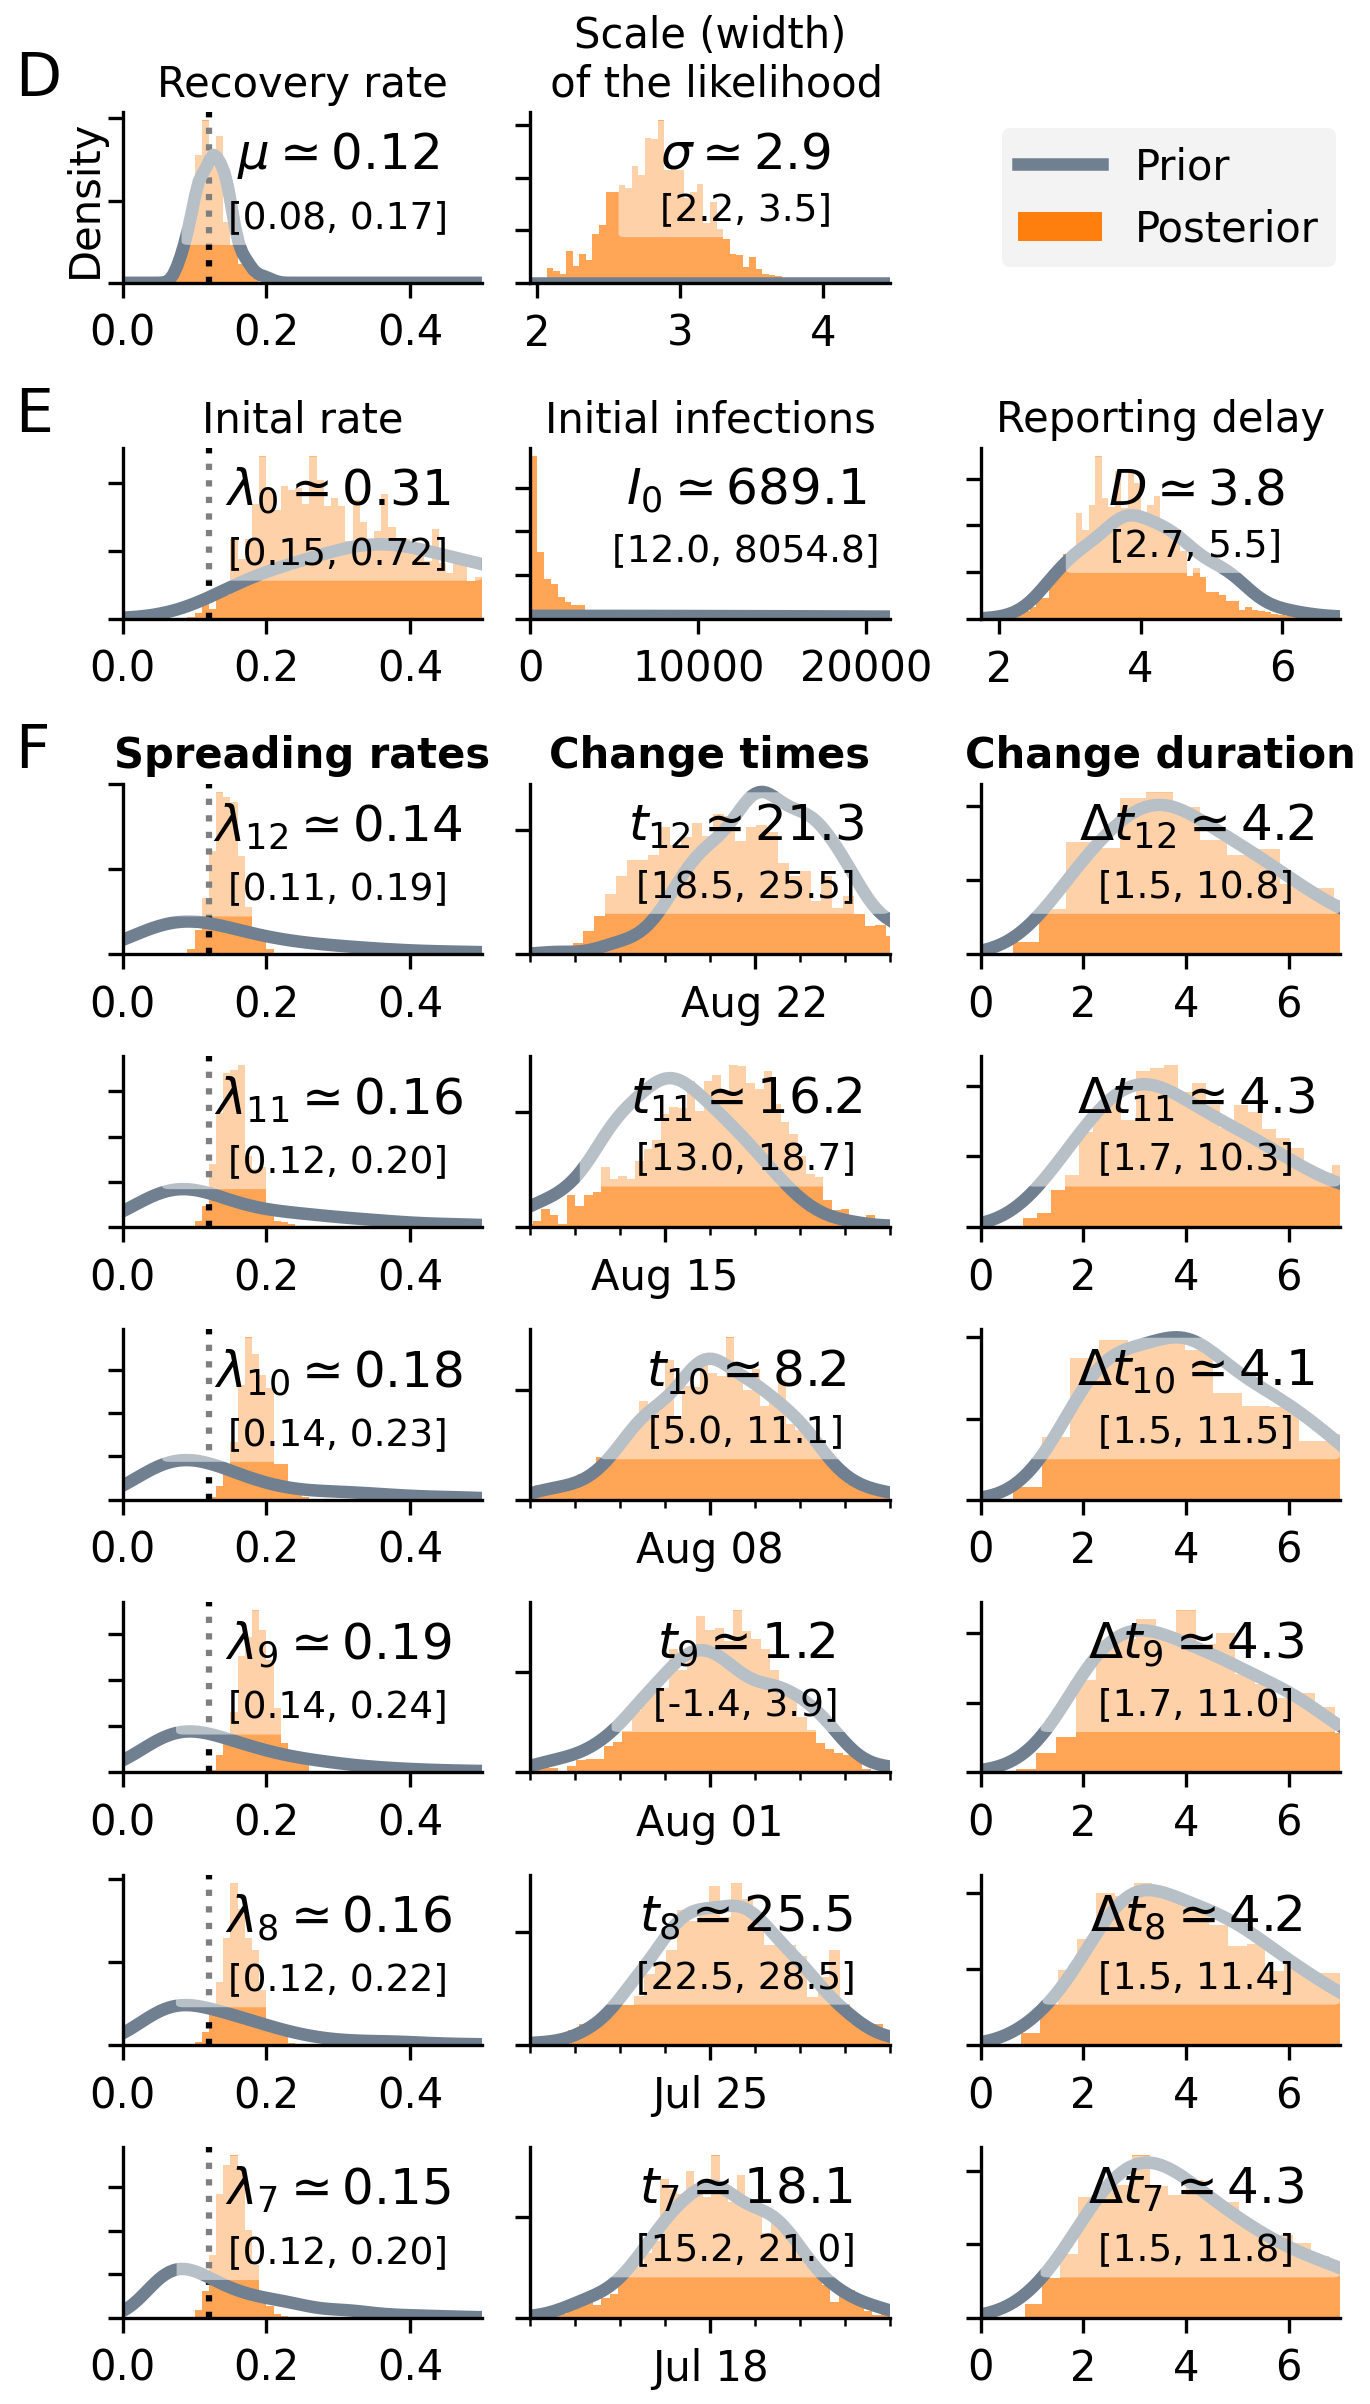 D
Recovery rate
Scale (width)
of the likelihood
Density
μ ≃ 0.12
[0.08, 0.17]
0.0 0.2 0.4
σ ≃ 2.9
[2.2, 3.5]
2 3 4
Prior
Posterior
E
Inital rate
λ0 ≃ 0.31
[0.15, 0.72]
0.0 0.2 0.4
Initial infections
I0 ≃ 689.1
[12.0, 8054.8]
0 10000 20000
Reporting delay
D ≃ 3.8
[2.7, 5.5]
2 4 6
F
Spreading rates
Change times
Change duration
λ12 ≃ 0.14
[0.11, 0.19]
0.0 0.2 0.4
t12 ≃ 21.3
[18.5, 25.5]
Aug 22
Δt12 ≃ 4.2
[1.5, 10.8]
0 2 4 6
λ11 ≃ 0.16
[0.12, 0.20]
0.0 0.2 0.4
t11 ≃ 16.2
[13.0, 18.7]
Aug 15
Δt11 ≃ 4.3
[1.7, 10.3]
0 2 4 6
λ10 ≃ 0.18
[0.14, 0.23]
0.0 0.2 0.4
t10 ≃ 8.2
[5.0, 11.1]
Aug 08
Δt10 ≃ 4.1
[1.5, 11.5]
0 2 4 6
λ9 ≃ 0.19
[0.14, 0.24]
0.0 0.2 0.4
t9 ≃ 1.2
[-1.4, 3.9]
Aug 01
Δt9 ≃ 4.3
[1.7, 11.0]
0 2 4 6
λ8 ≃ 0.16
[0.12, 0.22]
0.0 0.2 0.4
t8 ≃ 25.5
[22.5, 28.5]
Jul 25
Δt8 ≃ 4.2
[1.5, 11.4]
0 2 4 6
λ7 ≃ 0.15
[0.12, 0.20]
0.0 0.2 0.4
t7 ≃ 18.1
[15.2, 21.0]
Jul 18
Δt7 ≃ 4.3
[1.5, 11.8]
0 2 4 6